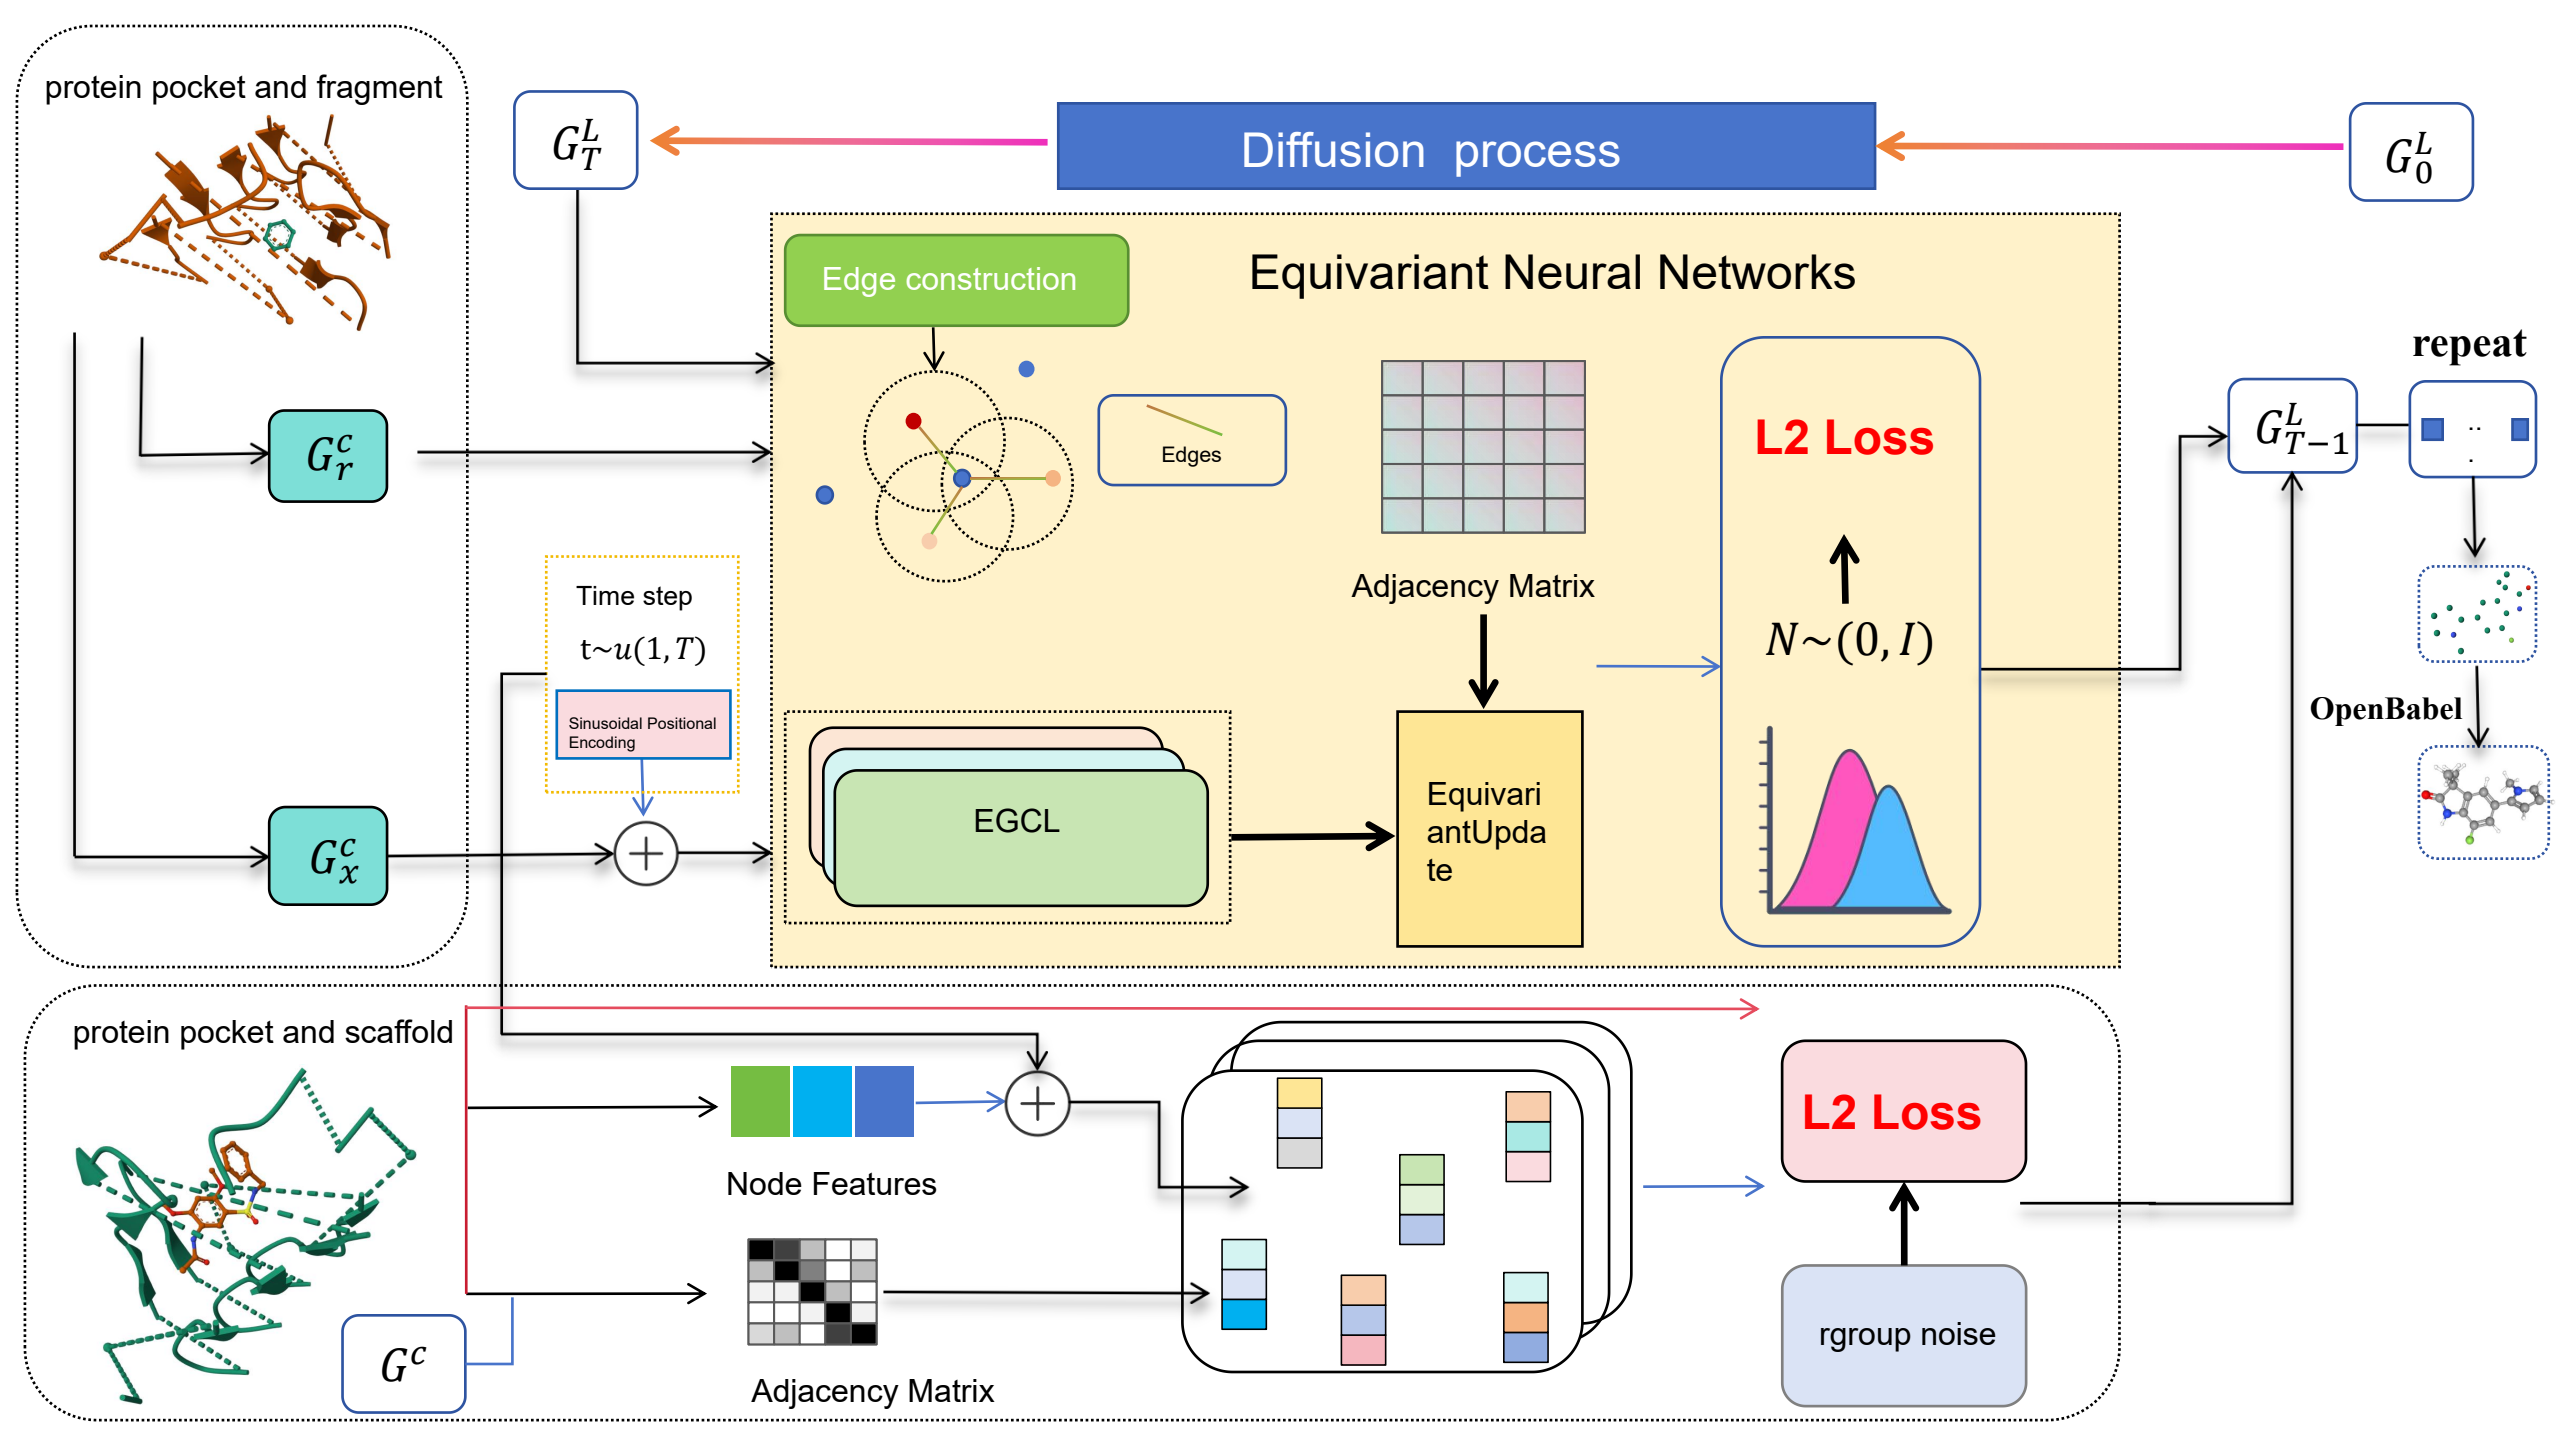 protein pocket and fragment
G_T^L
Diffusion process
G_0^L
Edge construction
Equivariant Neural Networks
Edges
L2 Loss
repeat
G_{T-1}^L
.. .
G_r^c
Adjacency Matrix
Time step
t~u(1,T)
N~(0,I)
Sinusoidal Positional
Encoding
OpenBabel
EGCL
Equivari
antUpda
te
G_x^c
protein pocket and scaffold
Node Features
L2 Loss
rgroup noise
G^c
Adjacency Matrix